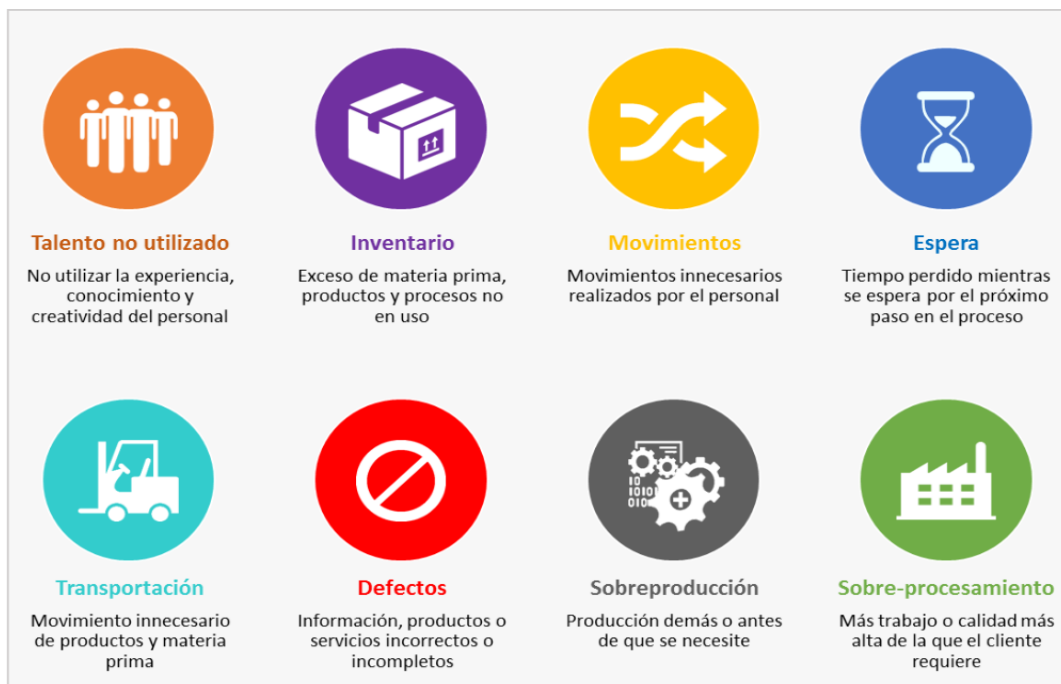 Talento no utilizado
No utilizar la experiencia,
conocimiento y
creatividad del personal
Inventario
Exceso de materia prima,
productos y procesos no
en uso
Movimientos
Movimientos innecesarios
realizados por el personal
Espera
Tiempo perdido mientras
se espera por el próximo
paso en el proceso
Transportación
Movimiento innecesario
de productos y materia
prima
Defectos
Información, productos o
servicios incorrectos o
incompletos
10
1010
010
Sobreproducción
Producción demás o antes
de que se necesite
Sobre-procesamiento
Más trabajo o calidad más
alta de la que el cliente
requiere